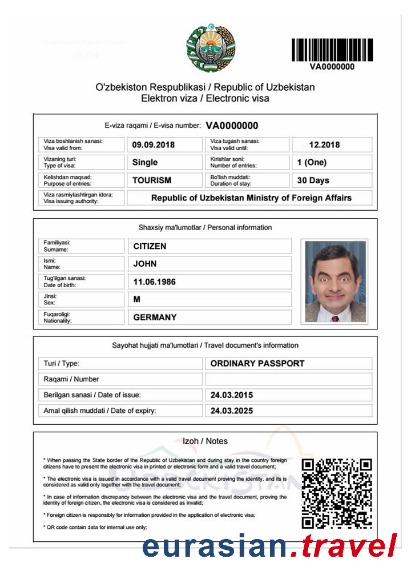 VA0000000
O'zbekiston Respublikasi / Republic of Uzbekistan
Elektron viza / Electronic visa
E-viza raqami / E-visa number: VA0000000
Viza boshlanish sanasi:
Visa valid from:
09.09.2018
Viza tugash sanasi:
Visa valid until:
12.2018
Vizaning turi:
Type of visa:
Single
Kirishlar soni:
Number of entries:
1 (One)
Kelishdan maqsad:
Purpose of entries:
TOURISM
Bo'lish muddati:
Duration of stay:
30 Days
Viza rasmiylashtirgan idora:
Visa issuing authority:
Republic of Uzbekistan Ministry of Foreign Affairs
Shaxsiy ma'lumotlar / Personal information
Familiyasi:
Surname:
CITIZEN
Ismi:
Name:
JOHN
Tug'ilgan sanasi:
Date of birth:
11.06.1986
Jinsi:
Sex:
M
Fuqaroligi:
Nationality:
GERMANY
Sayohat hujjati ma'lumotlari / Travel document's information
Turi / Type:
ORDINARY PASSPORT
Raqami / Number
Berilgan sanasi / Date of issue:
24.03.2015
Amal qilish muddati / Date of expiry:
24.03.2025
Izoh / Notes
* When passing the State border of the Republic of Uzbekistan and during stay in the country foreign
citizens have to present the electronic visa in printed or electronic form and a valid travel document;
* The electronic visa is issued in accordance with a valid travel document proving the identity, and its is
considered as valid only together with the travel document;
* In case of information discrepancy between the electronic visa and the travel document, proving the
identity of foreign citizen, the electronic visa is considered as invalid;
* Foreign citizen is responsible for information provided in the application of electronic visa;
* QR code contain data for internal use only;
eurasian.travel